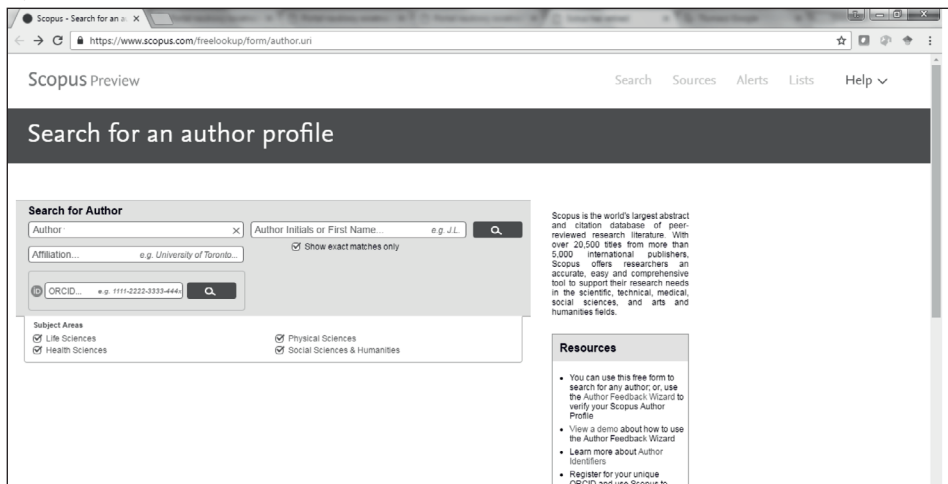 Scopus - Search for an a
https://www.scopus.com/freelookup/form/author.uri
Scopus Preview
Search Sources Alerts Lists Help
Search for an author profile
Search for Author
Author
Author Initials or First Name... e.g. J.L.
Show exact matches only
Affiliation... e.g. University of Toronto...
ID ORCID... e.g. 1111-2222-3333-444x
Subject Areas
Life Sciences
Physical Sciences
Health Sciences
Social Sciences & Humanities
Scopus is the world's largest abstract
and citation database of peer-
reviewed research literature. With
over 20,500 titles from more than
5,000 international publishers,
Scopus offers researchers an
accurate, easy and comprehensive
tool to support their research needs
in the scientific, technical, medical,
social sciences, and arts and
humanities fields.
Resources
You can use this free form to
search for any author; or, use
the Author Feedback Wizard to
verify your Scopus Author
Profile
View a demo about how to use
the Author Feedback Wizard
Learn more about Author
Identifiers
Register for your unique
ORCID and use Scopus to